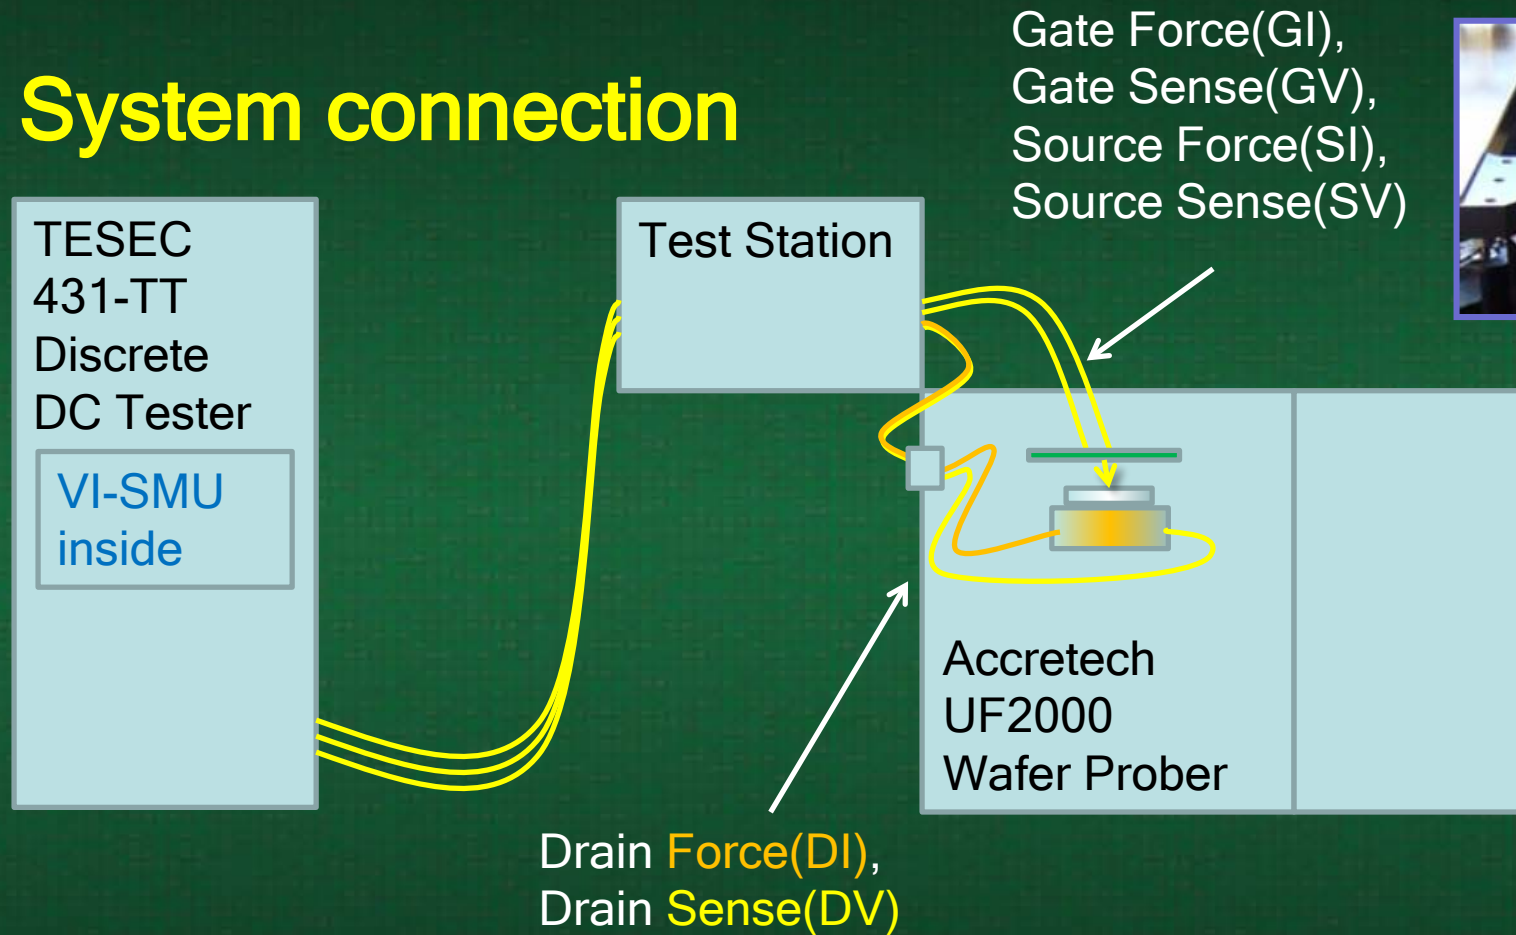 System connection
Gate Force(GI),
Gate Sense(GV),
Source Force(SI),
Source Sense(SV)
TESEC
431-TT
Discrete
DC Tester
VI-SMU
inside
Test Station
Accretech
UF2000
Wafer Prober
Drain Force(DI),
Drain Sense(DV)